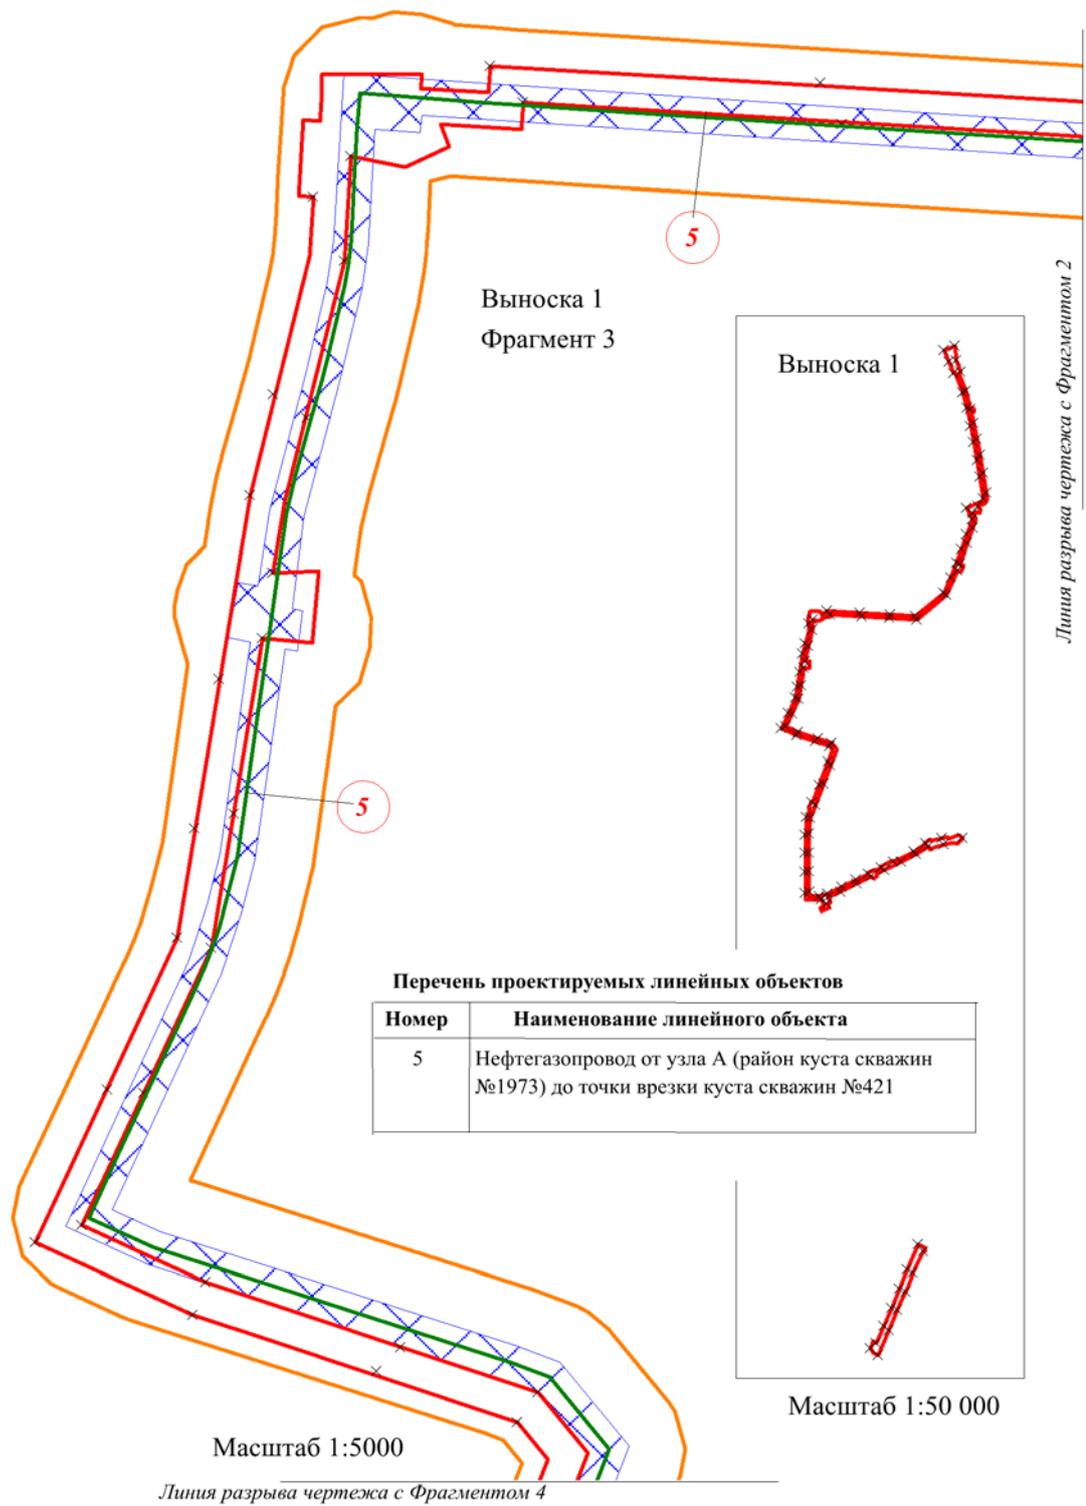 5
Линия разрыва чертежа с Фрагментом 2
Выноска 1
Фрагмент 3
Выноска 1
5
Перечень проектируемых линейных объектов
Номер Наименование линейного объекта
5 Нефтегазопровод от узла А (район куста скважин
№1973) до точки врезки куста скважин №421
Масштаб 1:50 000
Масштаб 1:5000
Линия разрыва чертежа с Фрагментом 4